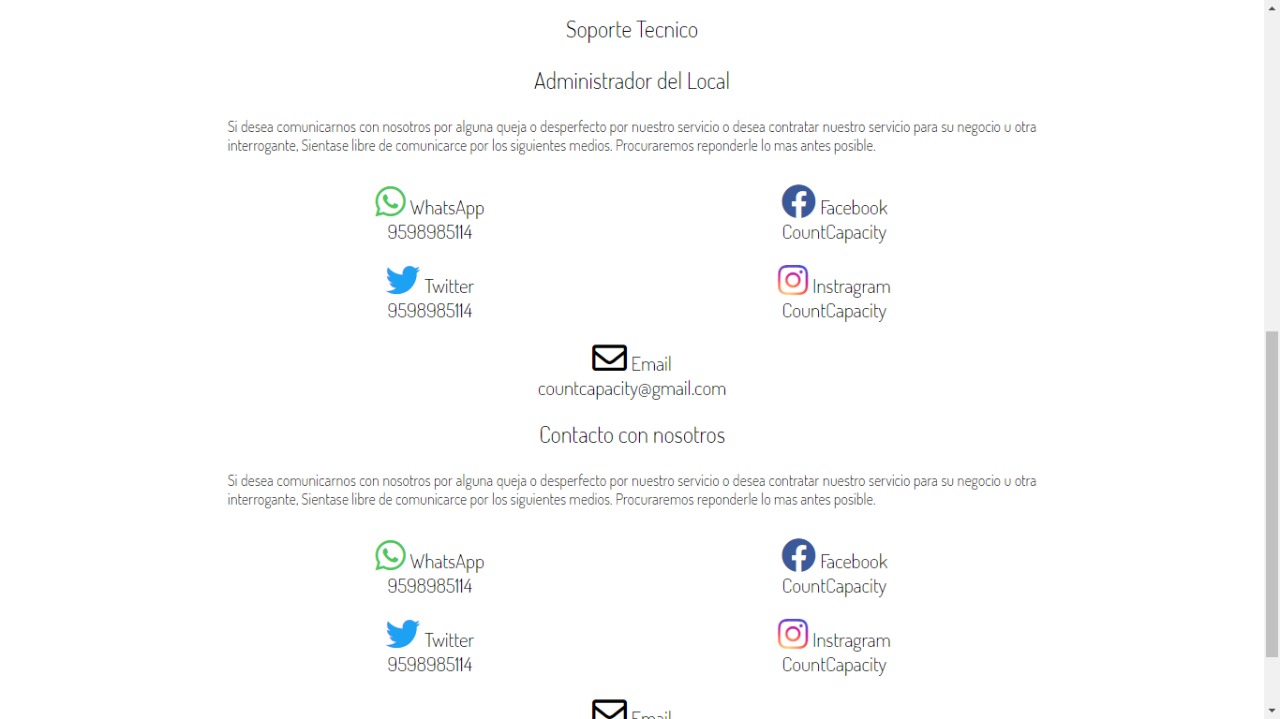 Soporte Tecnico
Administrador del Local
Si desea comunicarnos con nosotros por alguna queja o desperfecto por nuestro servicio o desea contratar nuestro servicio para su negocio u otra
interrogante, Sientase libre de comunicarce por los siguientes medios. Procuraremos reponderle lo mas antes posible.
WhatsApp
9598985114
Facebook
CountCapacity
Twitter
9598985114
Instragram
CountCapacity
Email
countcapacity@gmail.com
Contacto con nosotros
Si desea comunicarnos con nosotros por alguna queja o desperfecto por nuestro servicio o desea contratar nuestro servicio para su negocio u otra
interrogante, Sientase libre de comunicarce por los siguientes medios. Procuraremos reponderle lo mas antes posible.
WhatsApp
9598985114
Facebook
CountCapacity
Twitter
9598985114
Instragram
CountCapacity
Email